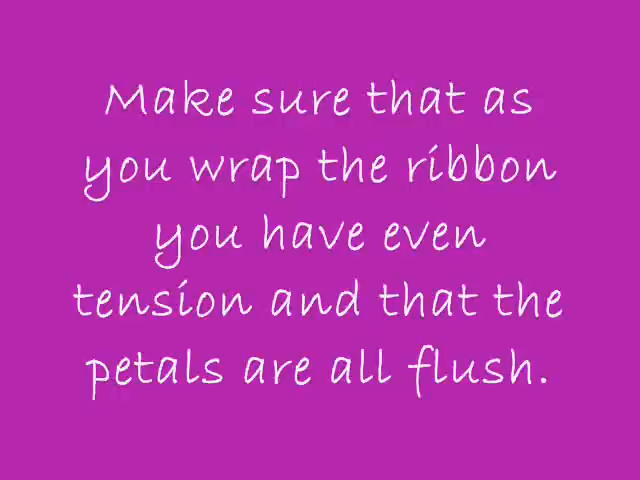 Make sure that as
you wrap the ribbon
you have even
tension and that the
petals are all flush.